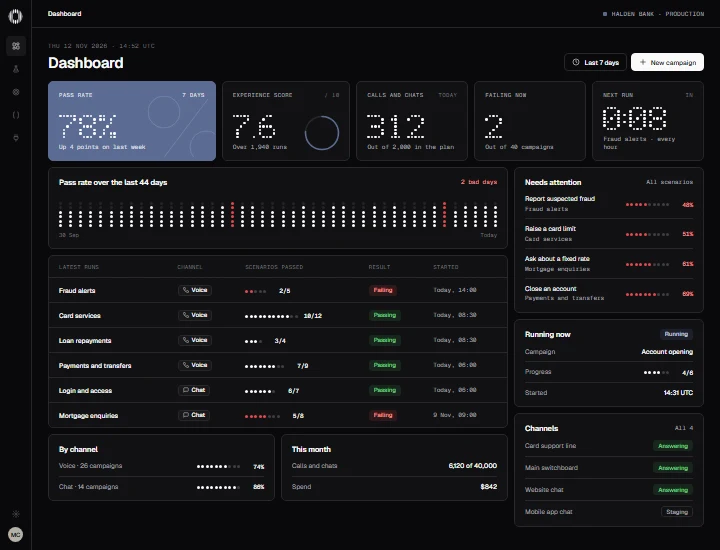 Dashboard
HALDEN BANK · PRODUCTION
THU 12 NOV 2026 · 14:52 UTC
Dashboard
Last 7 days
New campaign
PASS RATE
7 DAYS
78%
Up 4 points on last week
EXPERIENCE SCORE
/ 10
7.6
Over 1,940 runs
CALLS AND CHATS
TODAY
312
Out of 2,000 in the plan
FAILING NOW
2
Out of 40 campaigns
NEXT RUN
IN
0:08
Fraud alerts · every
hour
Pass rate over the last 44 days
2 bad days
30 Sep
Today
LATEST RUNS
CHANNEL
SCENARIOS PASSED
RESULT
STARTED
Fraud alerts
Voice
2/5
Failing
Today, 14:00
Card services
Voice
10/12
Passing
Today, 08:30
Loan repayments
Voice
3/4
Passing
Today, 08:30
Payments and transfers
Voice
7/9
Passing
Today, 06:00
Login and access
Chat
6/7
Passing
Today, 06:00
Mortgage enquiries
Chat
5/8
Failing
9 Nov, 09:00
By channel
Voice · 26 campaigns
74%
Chat · 14 campaigns
86%
This month
Calls and chats
6,120 of 40,000
Spend
$842
Needs attention
All scenarios
Report suspected fraud
Fraud alerts
48%
Raise a card limit
Card services
51%
Ask about a fixed rate
Mortgage enquiries
61%
Close an account
Payments and transfers
69%
Running now
Running
Campaign
Account opening
Progress
4/6
Started
14:31 UTC
Channels
All 4
Card support line
Answering
Main switchboard
Answering
Website chat
Answering
Mobile app chat
Staging
MC